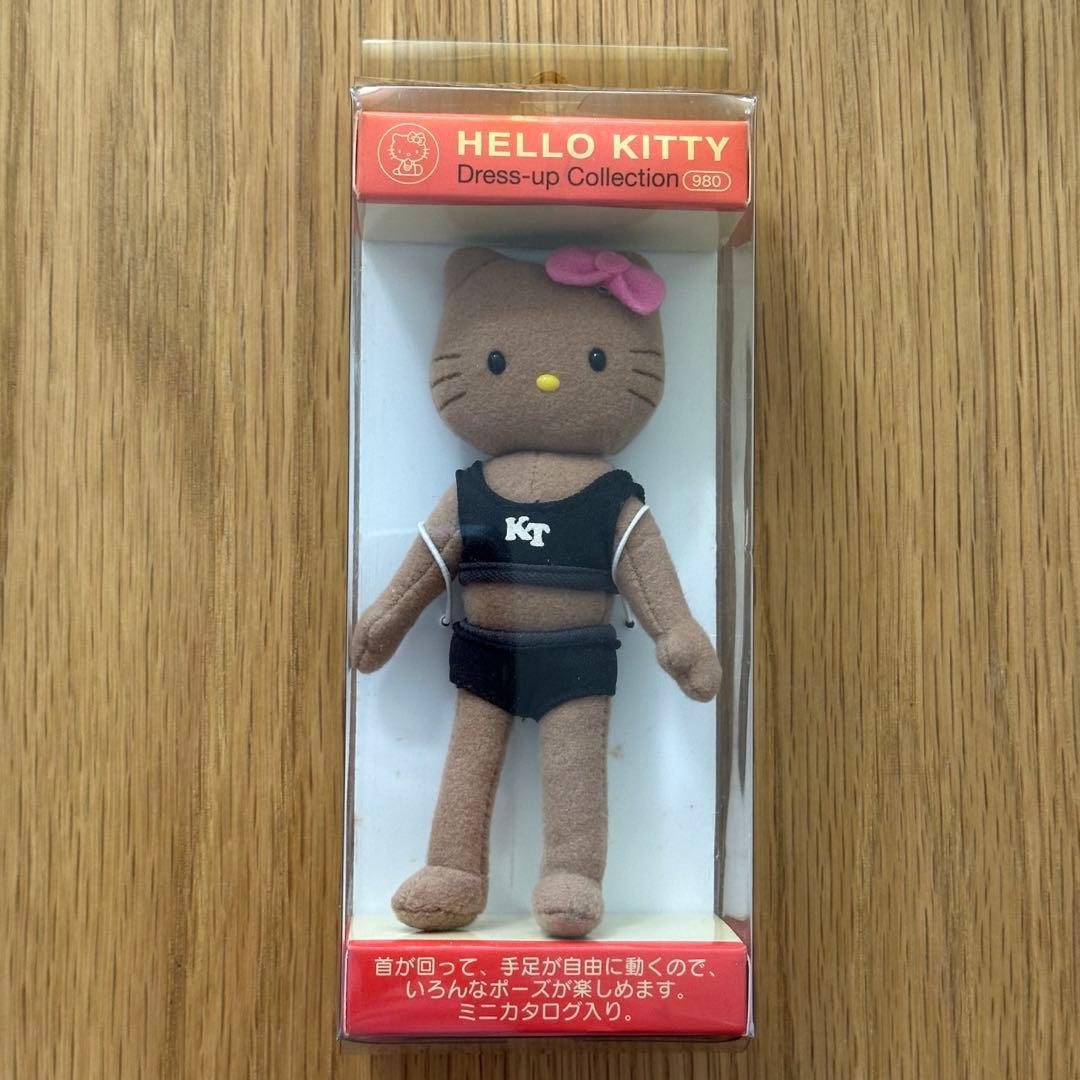 HELLO KITTY
Dress-up Collection 980
KT
首が回って、手足が自由に動くので、
いろんなポーズが楽しめます。
ミニカタログ入り。